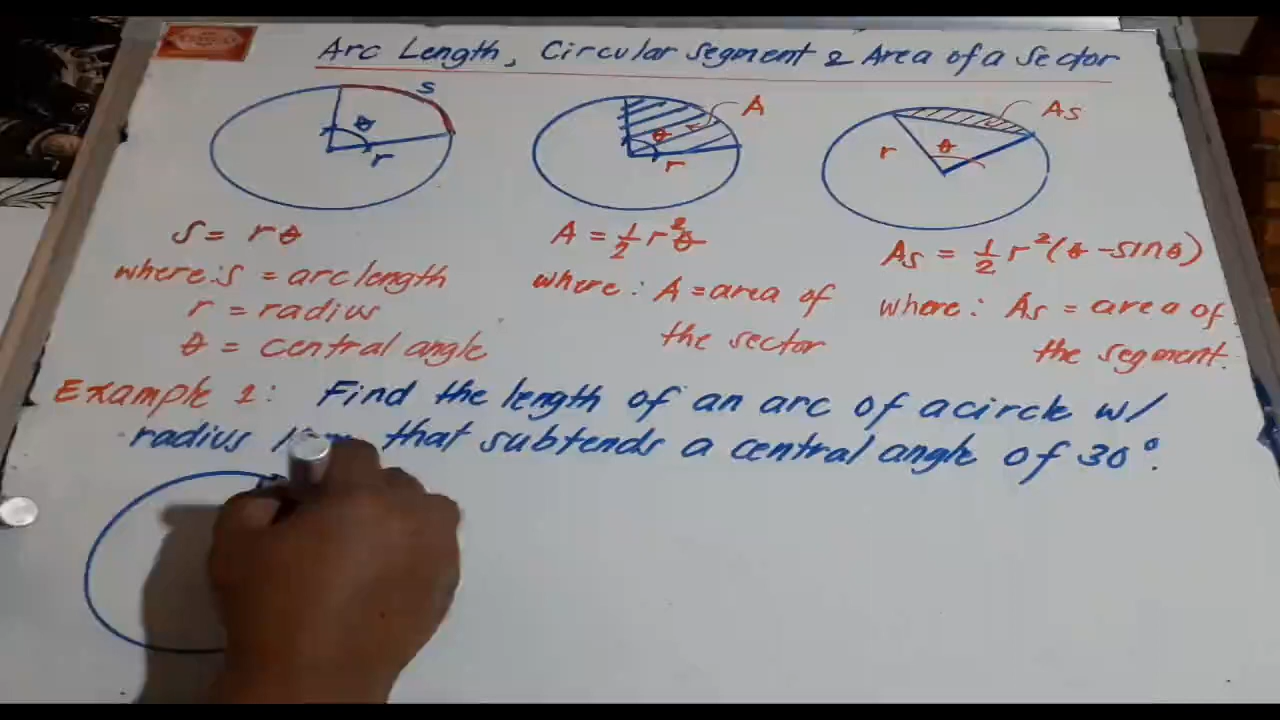 Arc Length, Circular Segment & Area of a Sector
s
θ
r
A
θ
r
As
r
θ
S = rθ
where: s = arc length
r = radius
θ = central angle
A = 1/2 r²θ
where: A = area of
the sector
As = 1/2 r²(θ - sinθ)
where: As = area of
the segment.
Example 1: Find the length of an arc of a circle w/
radius that subtends a central angle of 30°.